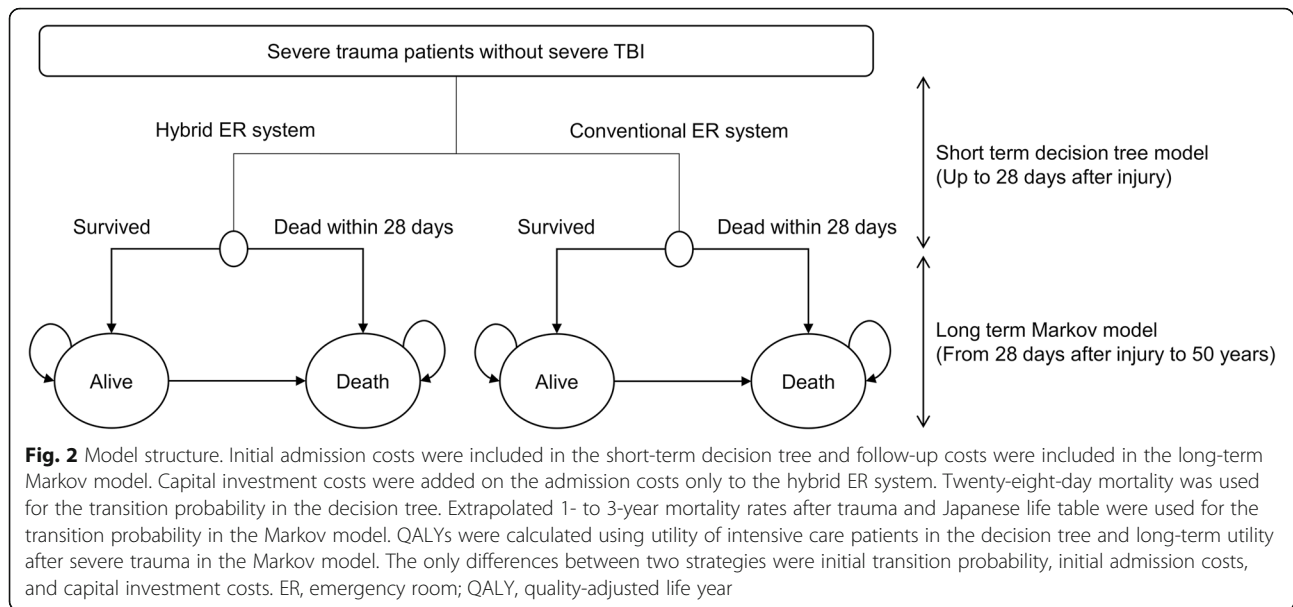 Severe trauma patients without severe TBI
Hybrid ER system
Conventional ER system
Short term decision tree model
(Up to 28 days after injury)
Survived
Dead within 28 days
Survived
Dead within 28 days
Long term Markov model
(From 28 days after injury to 50 years)
Alive
Death
Alive
Death
Fig. 2 Model structure. Initial admission costs were included in the short-term decision tree and follow-up costs were included in the long-term
Markov model. Capital investment costs were added on the admission costs only to the hybrid ER system. Twenty-eight-day mortality was used
for the transition probability in the decision tree. Extrapolated 1- to 3-year mortality rates after trauma and Japanese life table were used for the
transition probability in the Markov model. QALYs were calculated using utility of intensive care patients in the decision tree and long-term utility
after severe trauma in the Markov model. The only differences between two strategies were initial transition probability, initial admission costs,
and capital investment costs. ER, emergency room; QALY, quality-adjusted life year